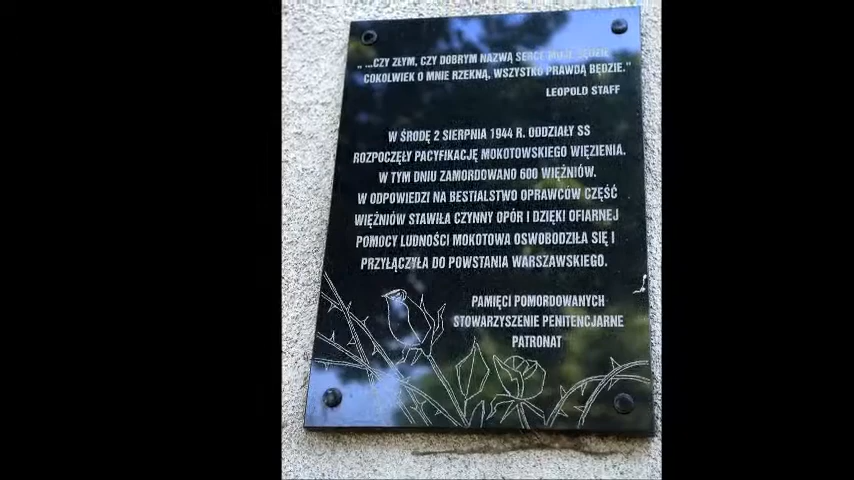 „...CZY ZŁYM, CZY DOBRYM NAZWĄ SERCE MOJE SĘDZIE
COKOLWIEK O MNIE RZEKNĄ, WSZYSTKO PRAWDĄ BĘDZIE."
LEOPOLD STAFF
W ŚRODĘ 2 SIERPNIA 1944 R. ODDZIAŁY SS
ROZPOCZĘŁY PACYFIKACJĘ MOKOTOWSKIEGO WIĘZIENIA.
W TYM DNIU ZAMORDOWANO 600 WIĘŹNIÓW.
W ODPOWIEDZI NA BESTIALSTWO OPRAWCÓW CZĘŚĆ
WIĘŹNIÓW STAWIŁA CZYNNY OPÓR I DZIĘKI OFIARNEJ
POMOCY LUDNOŚCI MOKOTOWA OSWOBODZIŁA SIĘ I
PRZYŁĄCZYŁA DO POWSTANIA WARSZAWSKIEGO.
PAMIĘCI POMORDOWANYCH
STOWARZYSZENIE PENITENCJARNE
PATRONAT